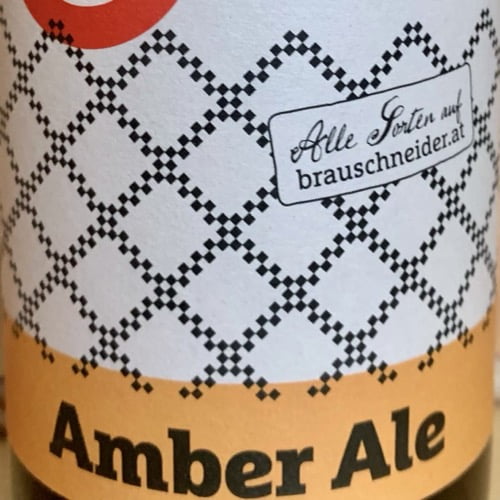 Alle Sorten auf
brauschneider.at
Amber Ale